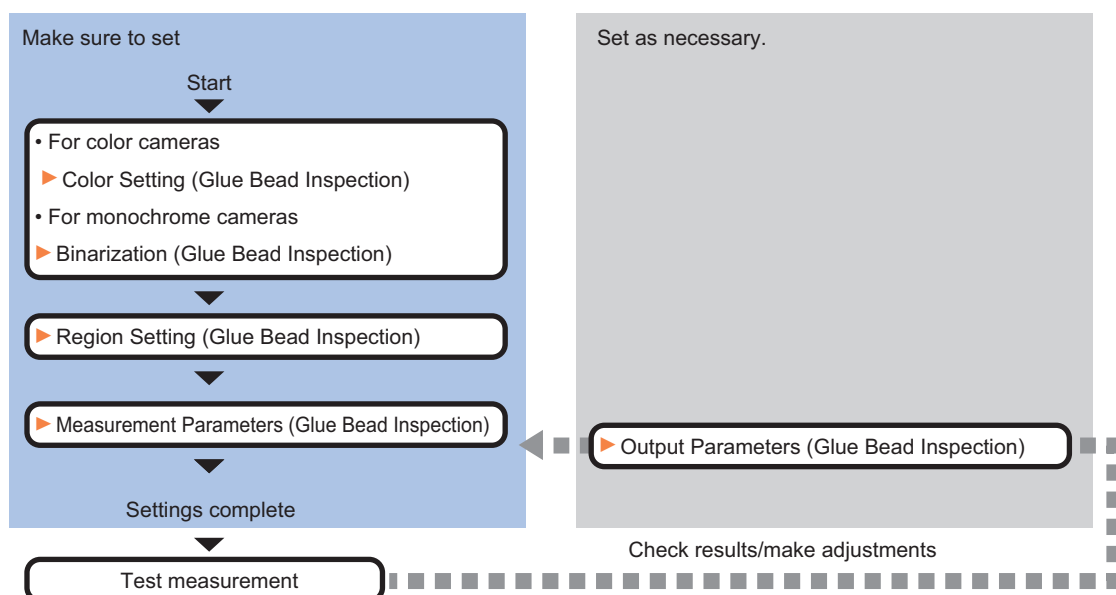 Make sure to set
Start
• For color cameras
Color Setting (Glue Bead Inspection)
• For monochrome cameras
Binarization (Glue Bead Inspection)
Region Setting (Glue Bead Inspection)
Measurement Parameters (Glue Bead Inspection)
Settings complete
Test measurement
Set as necessary.
Output Parameters (Glue Bead Inspection)
Check results/make adjustments